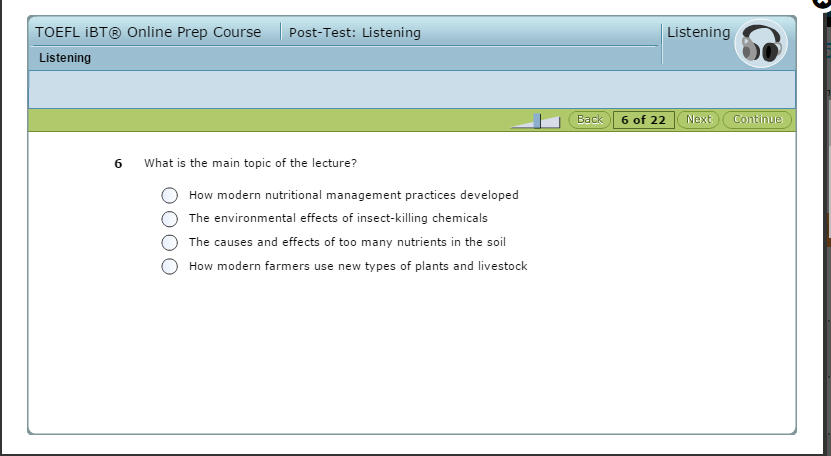 TOEFL iBT® Online Prep Course Post-Test: Listening Listening
Listening
Back 6 of 22 Next Continue
6 What is the main topic of the lecture?
How modern nutritional management practices developed
The environmental effects of insect-killing chemicals
The causes and effects of too many nutrients in the soil
How modern farmers use new types of plants and livestock